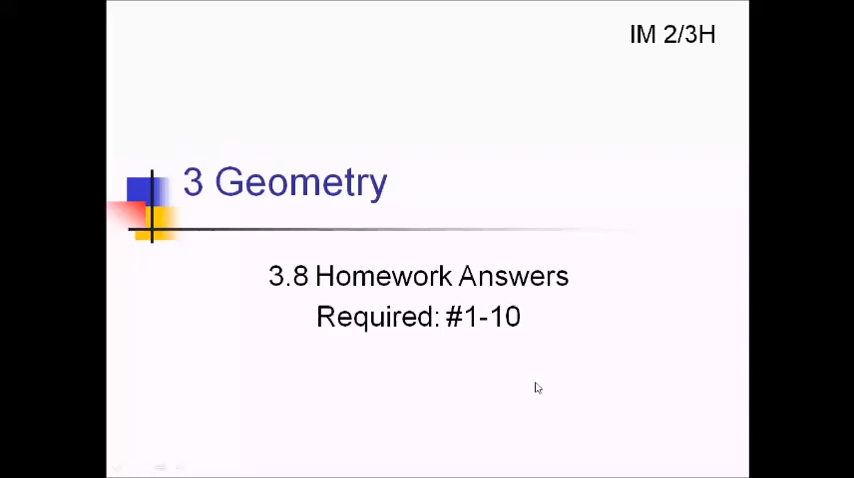 IM 2/3H
3 Geometry
3.8 Homework Answers
Required: #1-10